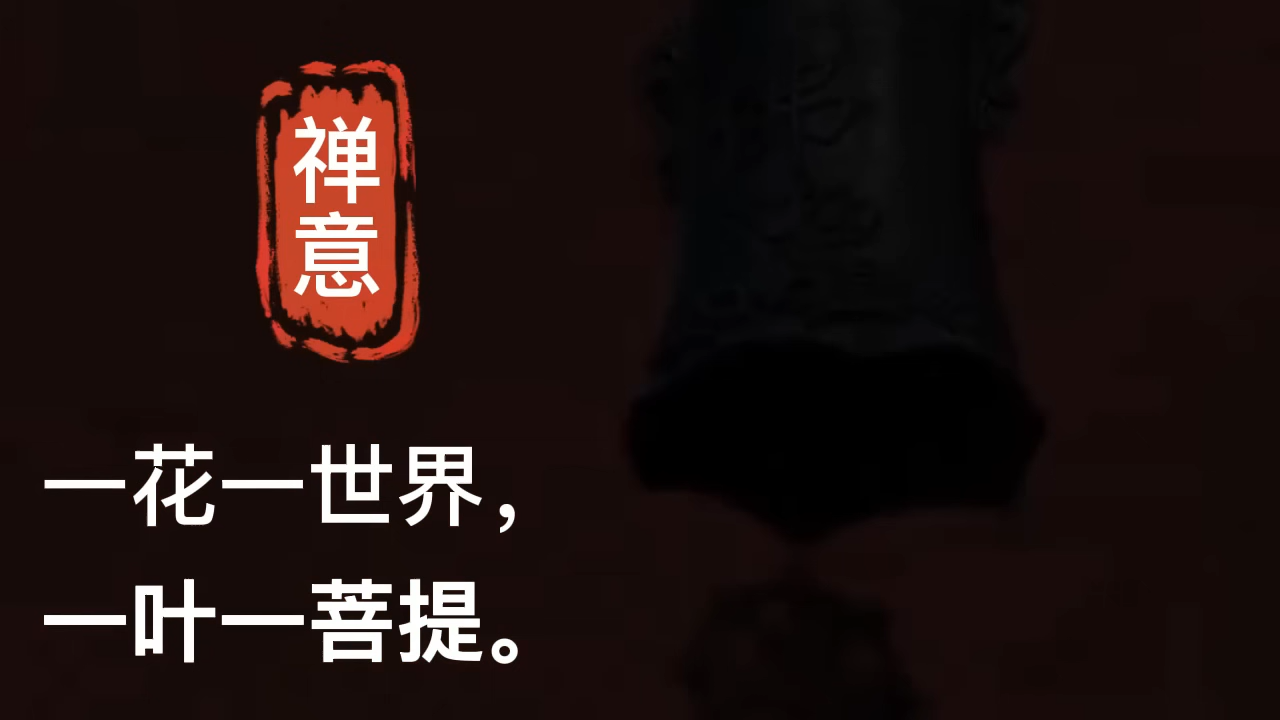 禅
意
一花一世界，
一叶一菩提。